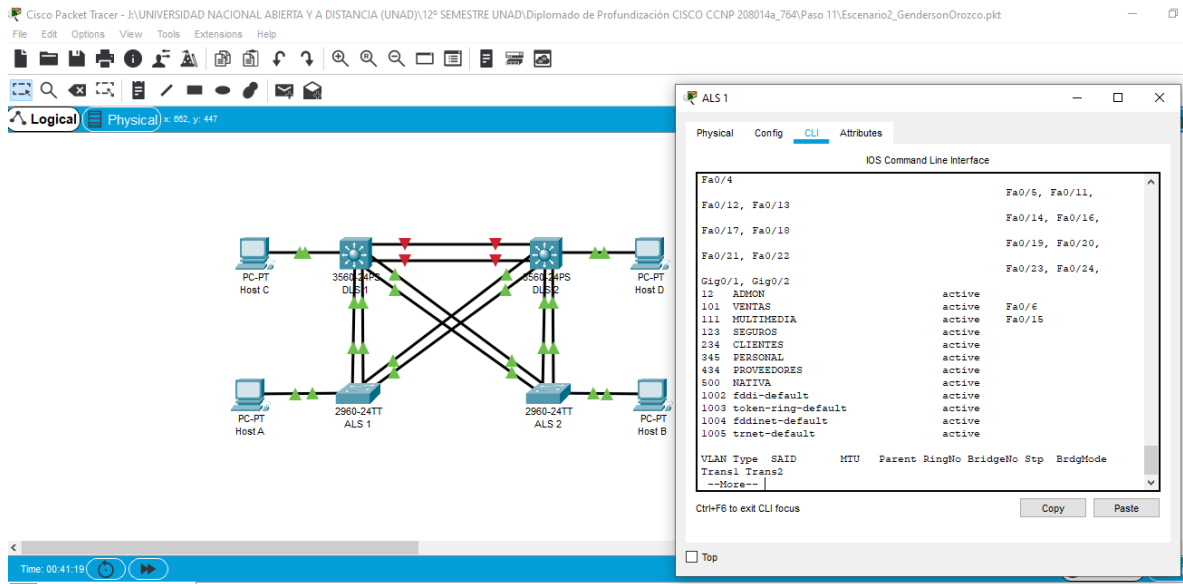 Cisco Packet Tracer - J:\UNIVERSIDAD NACIONAL ABIERTA Y A DISTANCIA (UNAD)\12º SEMESTRE UNAD\Diplomado de Profundización CISCO CCNP 208014a_764\Paso 11\Escenario2_GendersonOrozco.pkt
File Edit Options View Tools Extensions Help
Logical Physical x: 662, y: 447
PC-PT
Host C
3560-24PS
DLS 1
3560-24PS
DLS 2
PC-PT
Host D
PC-PT
Host A
2960-24TT
ALS 1
2960-24TT
ALS 2
PC-PT
Host B
Time: 00:41:19
ALS 1
Physical Config CLI Attributes
IOS Command Line Interface
Fa0/4
Fa0/5, Fa0/11,
Fa0/12, Fa0/13
Fa0/14, Fa0/16,
Fa0/17, Fa0/18
Fa0/19, Fa0/20,
Fa0/21, Fa0/22
Fa0/23, Fa0/24,
Gig0/1, Gig0/2
12 ADMON active
101 VENTAS active Fa0/6
111 MULTIMEDIA active Fa0/15
123 SEGUROS active
234 CLIENTES active
345 PERSONAL active
434 PROVEEDORES active
500 NATIVA active
1002 fddi-default active
1003 token-ring-default active
1004 fddinet-default active
1005 trnet-default active
VLAN Type SAID MTU Parent RingNo BridgeNo Stp BrdgMode
Trans1 Trans2
--More--
Ctrl+F6 to exit CLI focus
Copy Paste
Top